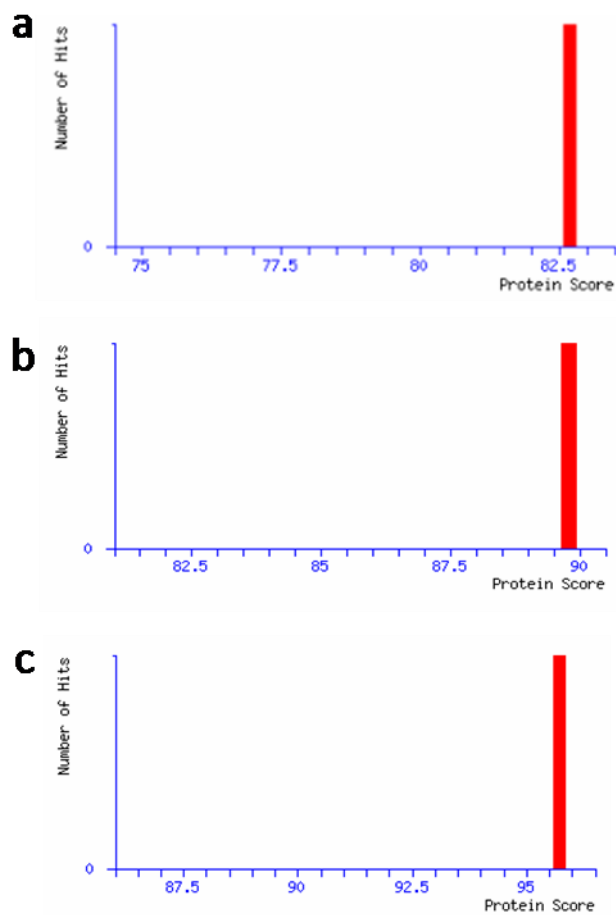 a
Number of Hits
0
75 77.5 80 82.5
Protein Score
b
Number of Hits
0
82.5 85 87.5 90
Protein Score
c
Number of Hits
0
87.5 90 92.5 95
Protein Score